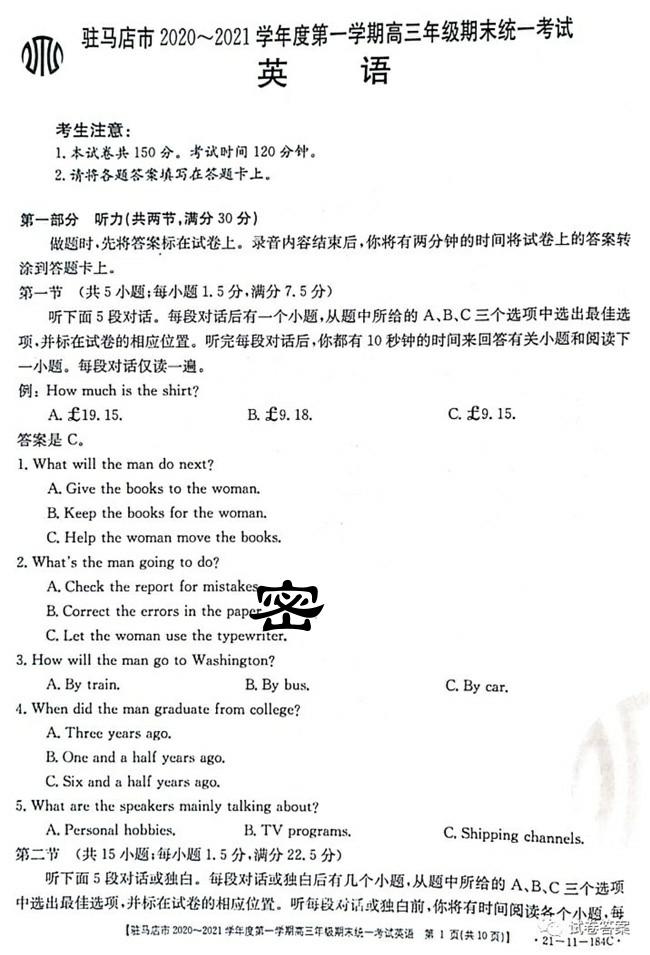 驻马店市 2020～2021 学年度第一学期高三年级期末统一考试
英 语
考生注意:
1. 本试卷共 150 分。考试时间 120 分钟。
2. 请将各题答案填写在答题卡上。
第一部分 听力(共两节,满分 30 分)
做题时,先将答案标在试卷上。录音内容结束后,你将有两分钟的时间将试卷上的答案转
涂到答题卡上。
第一节 (共 5 小题;每小题 1. 5 分,满分 7. 5 分)
听下面 5 段对话。每段对话后有一个小题,从题中所给的 A、B、C 三个选项中选出最佳选
项,并标在试卷的相应位置。听完每段对话后,你都有 10 秒钟的时间来回答有关小题和阅读下
一小题。每段对话仅读一遍。
例: How much is the shirt?
A. £19. 15. B. £9. 18. C. £9. 15.
答案是 C。
1. What will the man do next?
A. Give the books to the woman.
B. Keep the books for the woman.
C. Help the woman move the books.
2. What's the man going to do?
A. Check the report for mistakes
B. Correct the errors in the paper
密
C. Let the woman use the typewriter.
3. How will the man go to Washington?
A. By train. B. By bus. C. By car.
4. When did the man graduate from college?
A. Three years ago.
B. One and a half years ago.
C. Six and a half years ago.
5. What are the speakers mainly talking about?
A. Personal hobbies. B. TV programs. C. Shipping channels.
第二节 (共 15 小题;每小题 1. 5 分,满分 22. 5 分)
听下面 5 段对话或独白。每段对话或独白后有几个小题,从题中所给的 A、B、C 三个选项
中选出最佳选项,并标在试卷的相应位置。听每段对话或独白前,你将有时间阅读各个小题,每
【驻马店市 2020～2021 学年度第一学期高三年级期末统一考试英语 第 1 页(共 10 页)】
·21－11－184C·
试卷答案